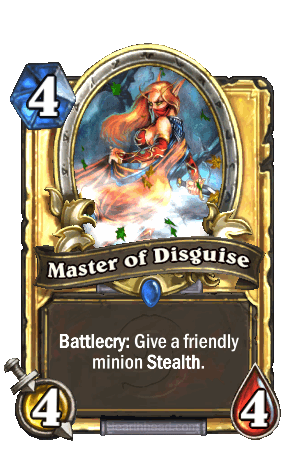 4
Master of Disguise
Battlecry: Give a friendly
minion Stealth.
4
4